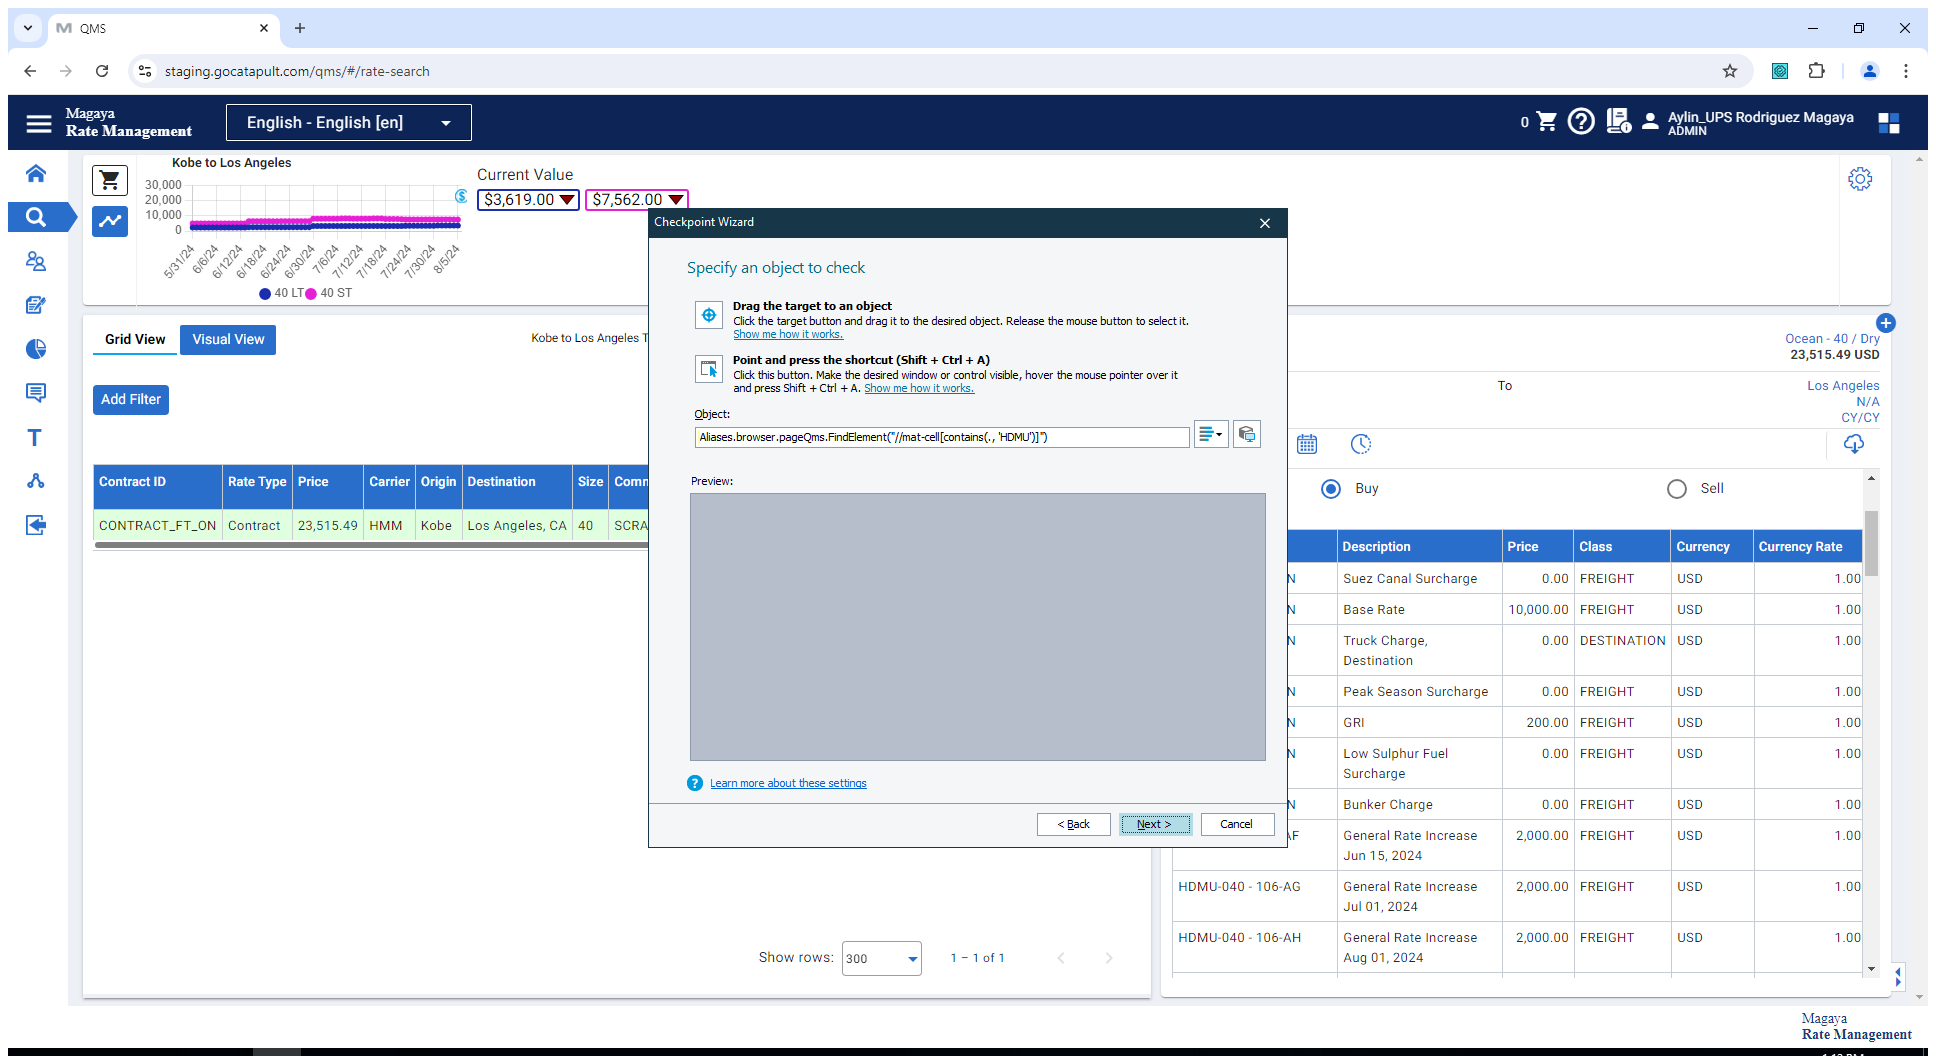 QMS
staging.gocatapult.com/qms/#/rate-search
Magaya
Rate Management
English - English [en]
0
Aylin_UPS Rodriguez Magaya
ADMIN
Kobe to Los Angeles
30,000
20,000
10,000
0
5/31/24 6/6/24 6/12/24 6/18/24 6/24/24 6/30/24 7/6/24 7/12/24 7/18/24 7/24/24 7/30/24 8/5/24
40 LT 40 ST
Current Value
$3,619.00 $7,562.00
Grid View Visual View
Kobe to Los Angeles T
Add Filter
Contract ID Rate Type Price Carrier Origin Destination Size Comm
CONTRACT_FT_ON Contract 23,515.49 HMM Kobe Los Angeles, CA 40 SCRA
Show rows: 300 1 – 1 of 1
Checkpoint Wizard
Specify an object to check
Drag the target to an object
Click the target button and drag it to the desired object. Release the mouse button to select it.
Show me how it works.
Point and press the shortcut (Shift + Ctrl + A)
Click this button. Make the desired window or control visible, hover the mouse pointer over it
and press Shift + Ctrl + A. Show me how it works.
Object:
Aliases.browser.pageQms.FindElement("//mat-cell[contains(., 'HDMU')]")
Preview:
Learn more about these settings
< Back Next > Cancel
Ocean - 40 / Dry
23,515.49 USD
To Los Angeles
N/A
CY/CY
Buy Sell
Description Price Class Currency Currency Rate
N Suez Canal Surcharge 0.00 FREIGHT USD 1.00
N Base Rate 10,000.00 FREIGHT USD 1.00
N Truck Charge, 0.00 DESTINATION USD 1.00
Destination
N Peak Season Surcharge 0.00 FREIGHT USD 1.00
N GRI 200.00 FREIGHT USD 1.00
N Low Sulphur Fuel 0.00 FREIGHT USD 1.00
Surcharge
N Bunker Charge 0.00 FREIGHT USD 1.00
AF General Rate Increase 2,000.00 FREIGHT USD 1.00
Jun 15, 2024
HDMU-040 - 106-AG General Rate Increase 2,000.00 FREIGHT USD 1.00
Jul 01, 2024
HDMU-040 - 106-AH General Rate Increase 2,000.00 FREIGHT USD 1.00
Aug 01, 2024
Magaya
Rate Management